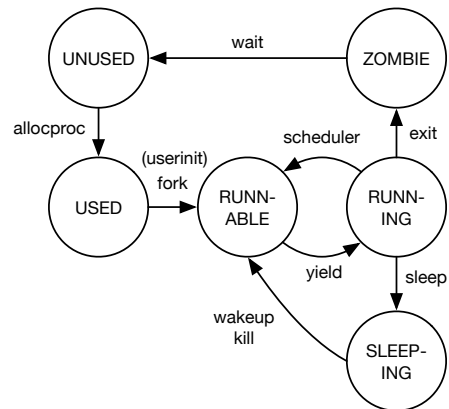 UNUSED
wait
ZOMBIE
allocproc
exit
scheduler
(userinit)
fork
USED
RUNN-
ABLE
RUNN-
ING
yield
sleep
wakeup
kill
SLEEP-
ING